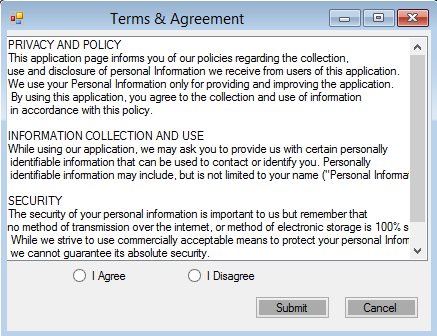 Terms & Agreement
PRIVACY AND POLICY
This application page informs you of our policies regarding the collection,
use and disclosure of personal Information we receive from users of this application.
We use your Personal Information only for providing and improving the application.
By using this application, you agree to the collection and use of information
in accordance with this policy.
INFORMATION COLLECTION AND USE
While using our application, we may ask you to provide us with certain personally
identifiable information that can be used to contact or identify you. Personally
identifiable information may include, but is not limited to your name ("Personal Informat
SECURITY
The security of your personal information is important to us but remember that
no method of transmission over the internet, or method of electronic storage is 100% s
While we strive to use commercially acceptable means to protect your personal Inform
we cannot guarantee its absolute security.
I Agree
I Disagree
Submit
Cancel